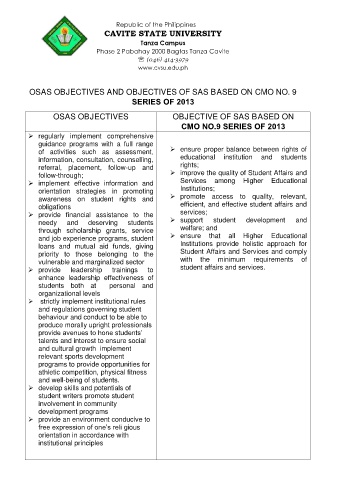 Republic of the Philippines
CAVITE STATE UNIVERSITY
Tanza Campus
Phase 2 Pabahay 2000 Bagtas Tanza Cavite
☏ (046) 414-3979
www.cvsu.edu.ph
OSAS OBJECTIVES AND OBJECTIVES OF SAS BASED ON CMO NO. 9
SERIES OF 2013
OSAS OBJECTIVES
➢ regularly implement comprehensive
guidance programs with a full range
of activities such as assessment,
information, consultation, counselling,
referral, placement, follow-up and
follow-through;
➢ implement effective information and
orientation strategies in promoting
awareness on student rights and
obligations
➢ provide financial assistance to the
needy and deserving students
through scholarship grants, service
and job experience programs, student
loans and mutual aid funds, giving
priority to those belonging to the
vulnerable and marginalized sector
➢ provide leadership trainings to
enhance leadership effectiveness of
students both at personal and
organizational levels
➢ strictly implement institutional rules
and regulations governing student
behaviour and conduct to be able to
produce morally upright professionals
provide avenues to hone students'
talents and interest to ensure social
and cultural growth implement
relevant sports development
programs to provide opportunities for
athletic competition, physical fitness
and well-being of students.
➢ develop skills and potentials of
student writers promote student
involvement in community
development programs
➢ provide an environment conducive to
free expression of one's reli gious
orientation in accordance with
institutional principles
OBJECTIVE OF SAS BASED ON
CMO NO.9 SERIES OF 2013
➢ ensure proper balance between rights of
educational institution and students
rights;
➢ improve the quality of Student Affairs and
Services among Higher Educational
Institutions;
➢ promote access to quality, relevant,
efficient, and effective student affairs and
services;
➢ support student development and
welfare; and
➢ ensure that all Higher Educational
Institutions provide holistic approach for
Student Affairs and Services and comply
with the minimum requirements of
student affairs and services.